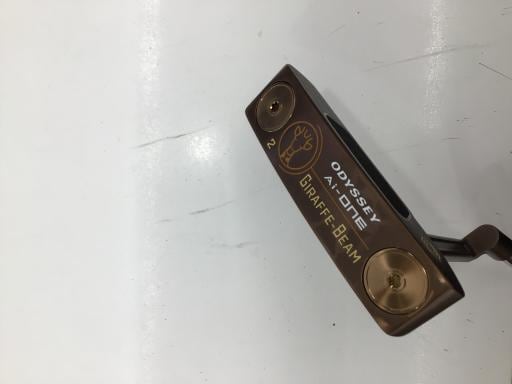 ODYSSEY
Ai-ONE
GIRAFFE-BEAM
2